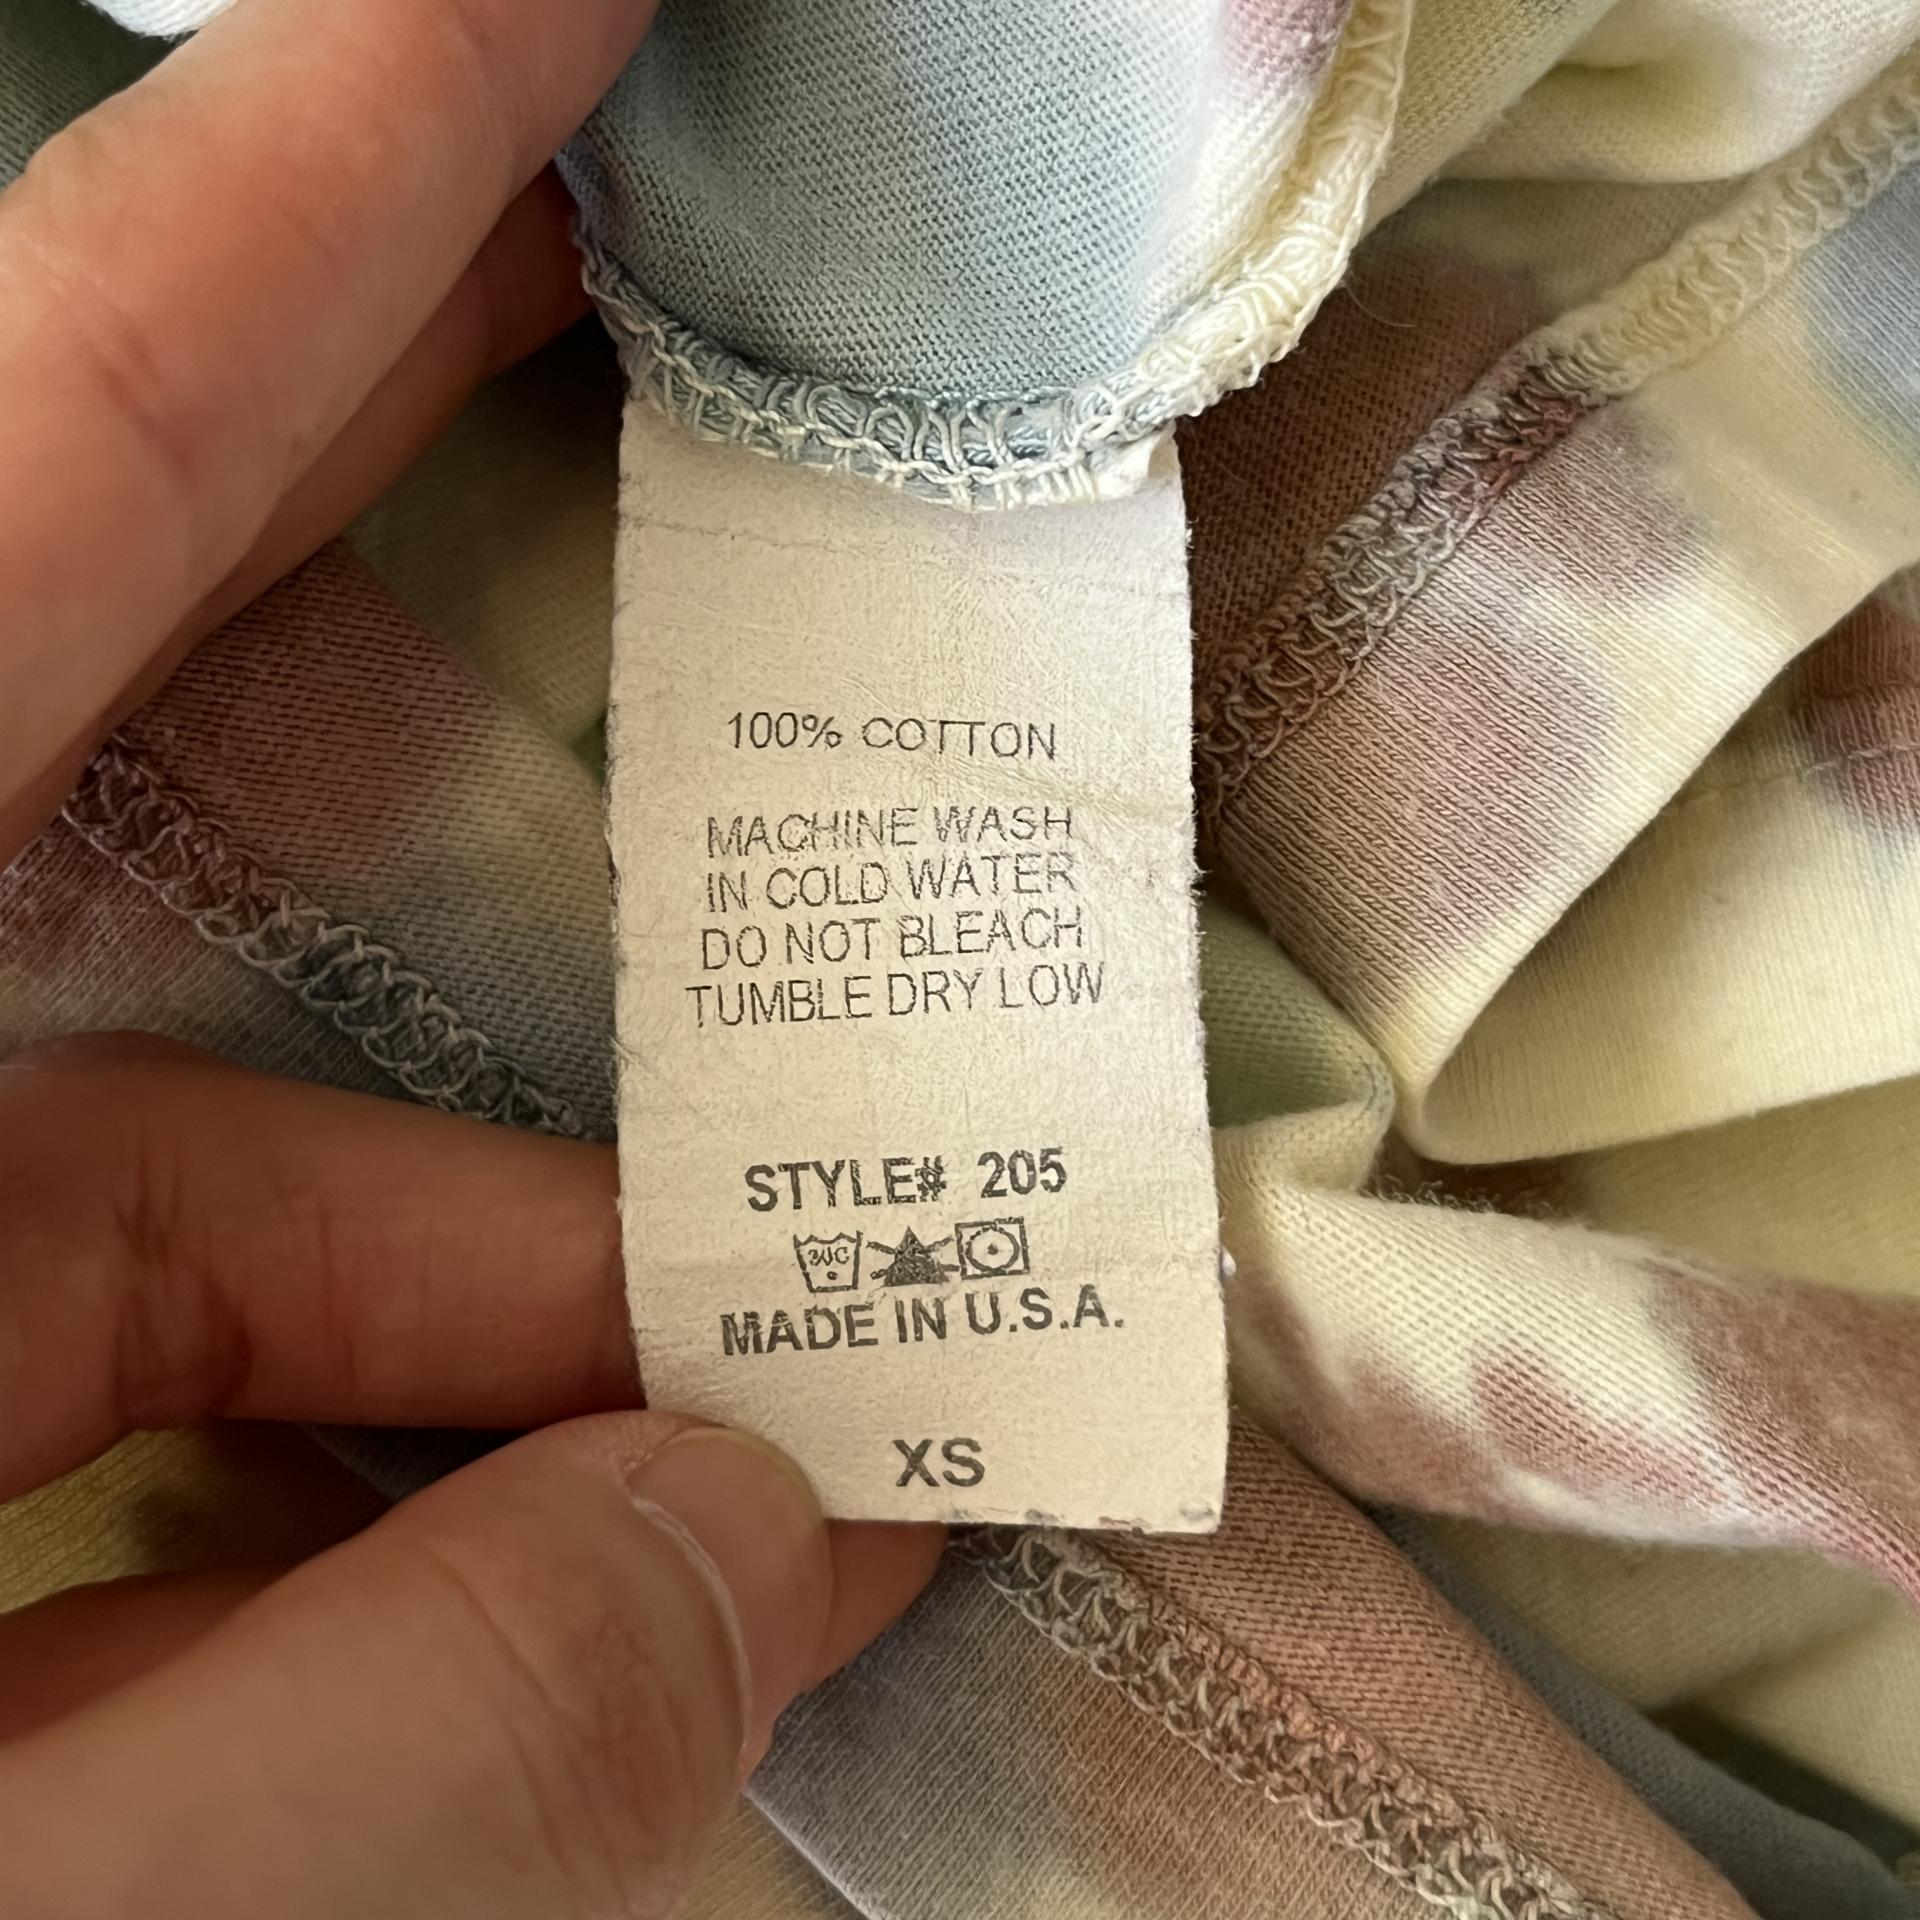 100% COTTON
MACHINE WASH
IN COLD WATER
DO NOT BLEACH
TUMBLE DRY LOW
STYLE# 205
MADE IN U.S.A.
XS